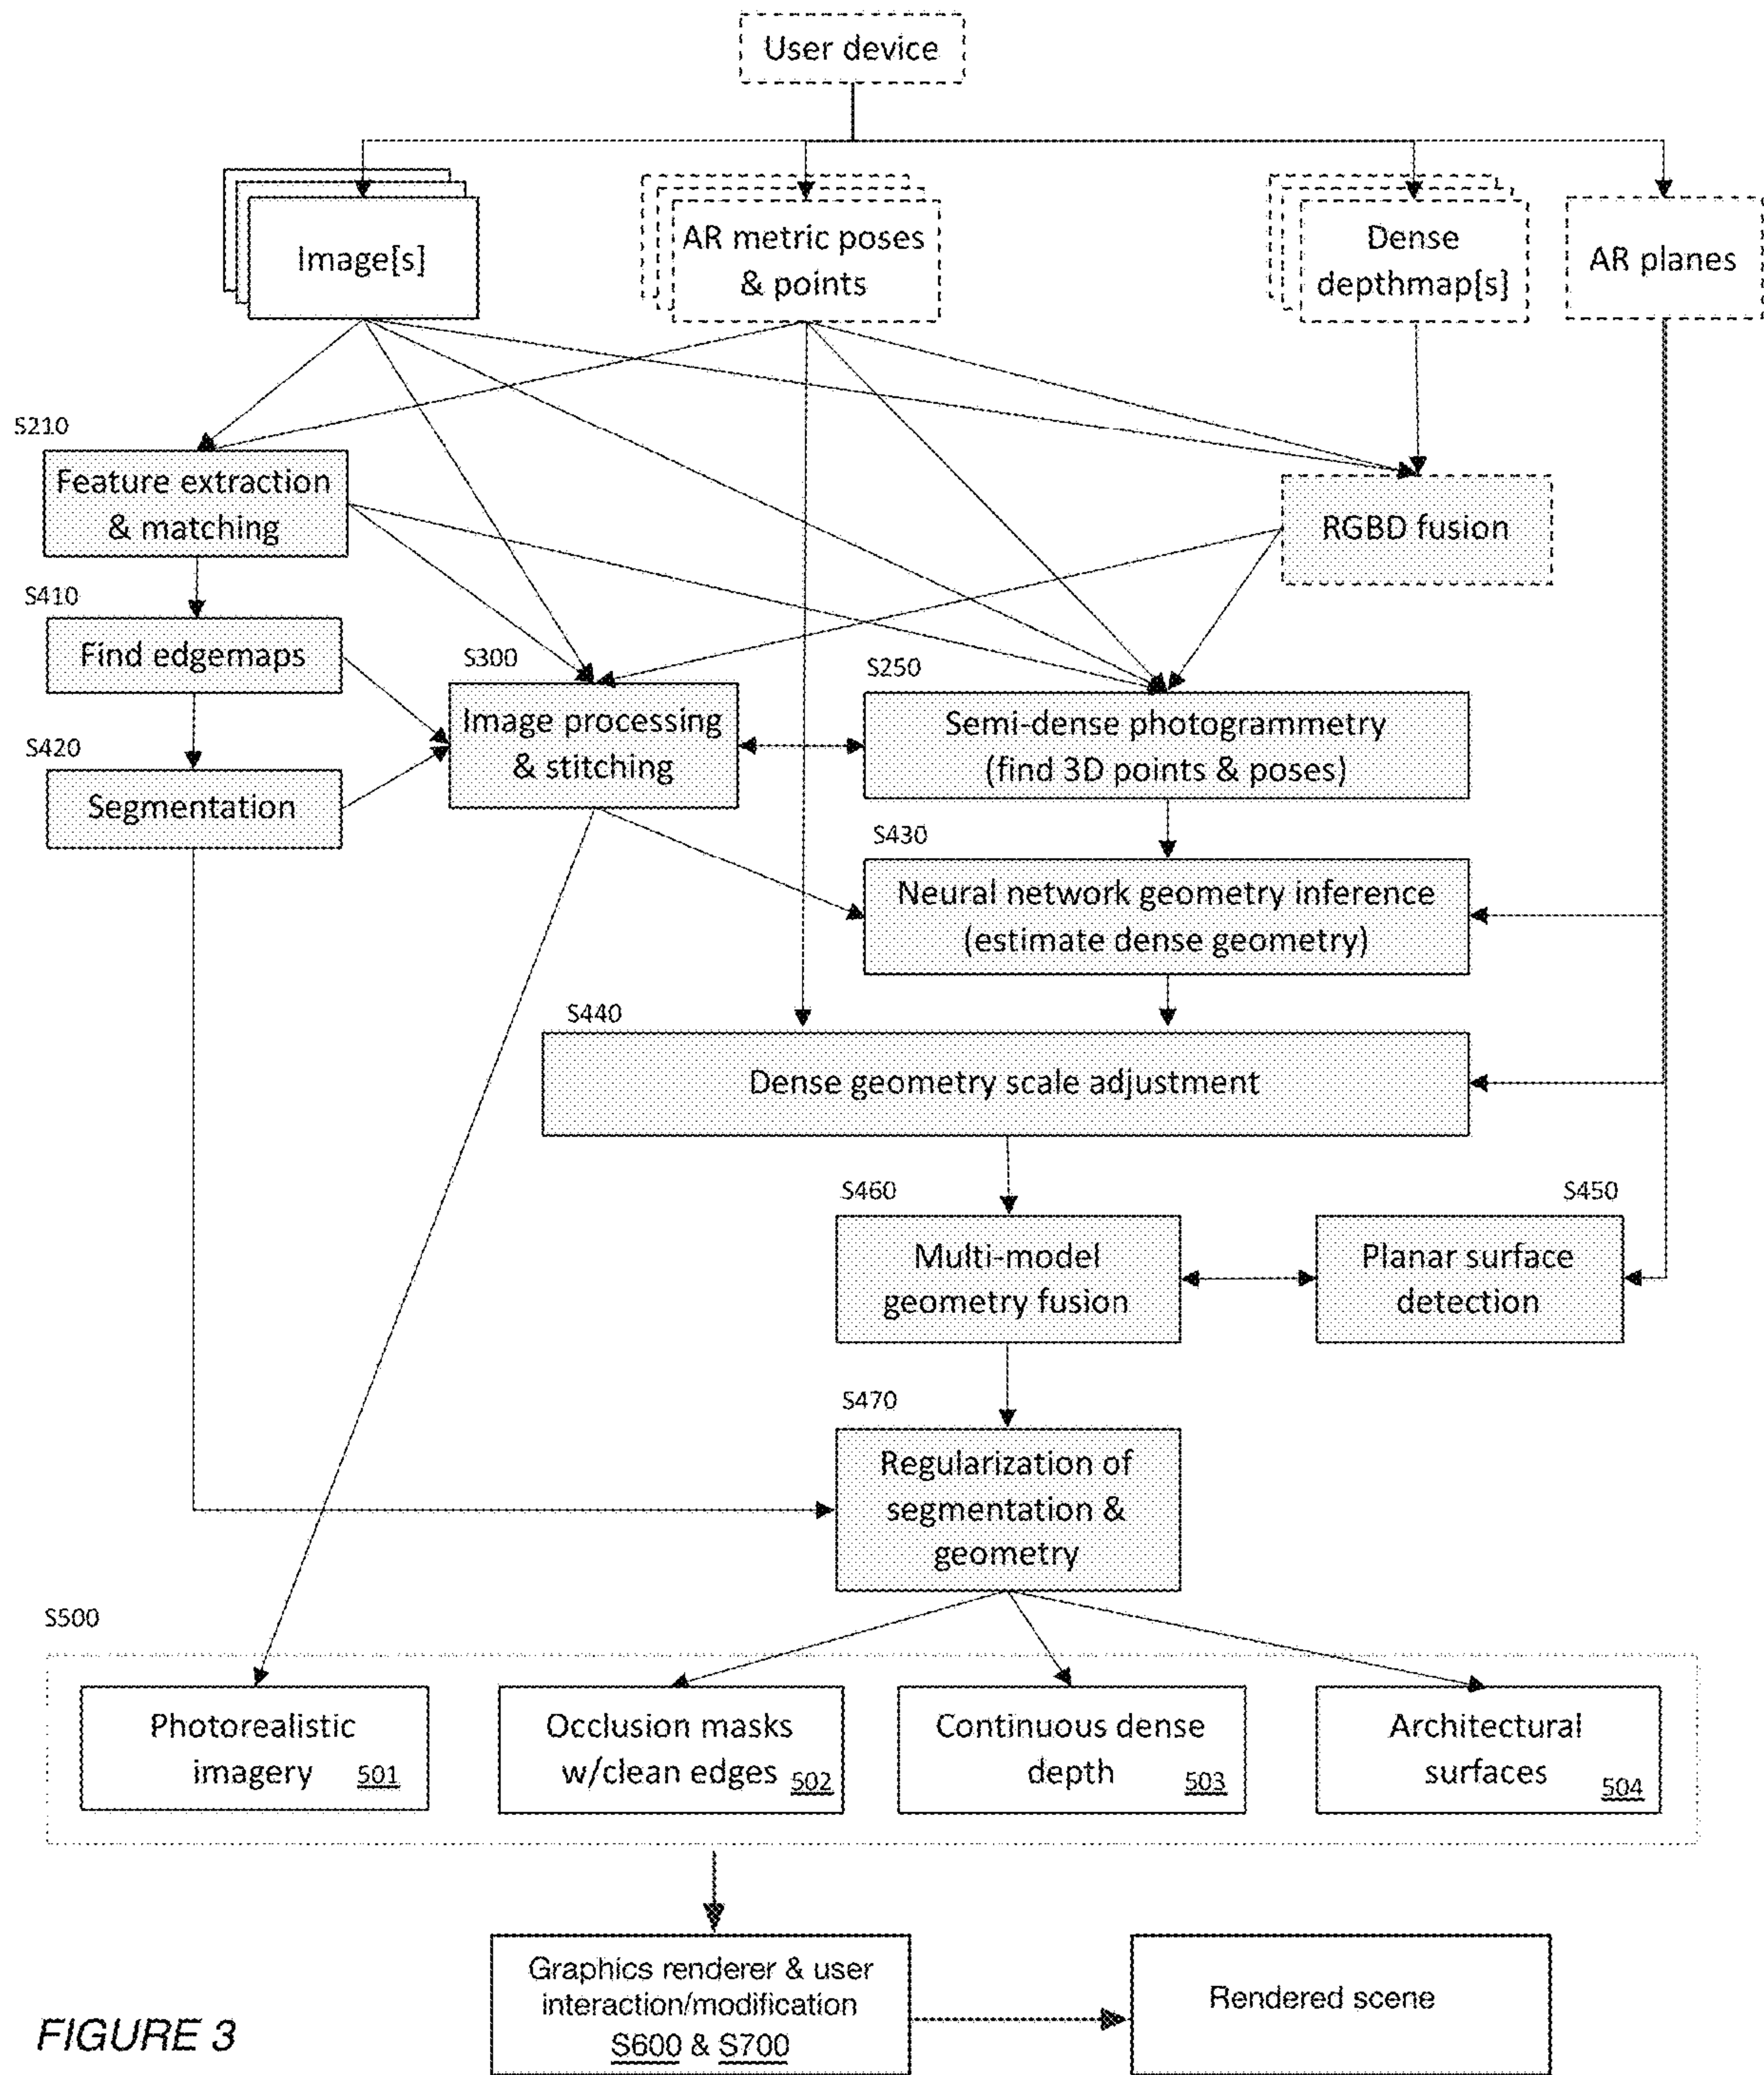 User device
Image[s]
AR metric poses
& points
Dense
depthmap[s]
AR planes
S210
Feature extraction
& matching
RGBD fusion
S410
Find edgemaps
S300
Image processing
& stitching
S250
Semi-dense photogrammetry
(find 3D points & poses)
S420
Segmentation
S430
Neural network geometry inference
(estimate dense geometry)
S440
Dense geometry scale adjustment
S460
Multi-model
geometry fusion
S450
Planar surface
detection
S470
Regularization of
segmentation &
geometry
S500
Photorealistic
imagery 501
Occlusion masks
w/clean edges 502
Continuous dense
depth 503
Architectural
surfaces 504
Graphics renderer & user
interaction/modification
S600 & S700
Rendered scene
FIGURE 3